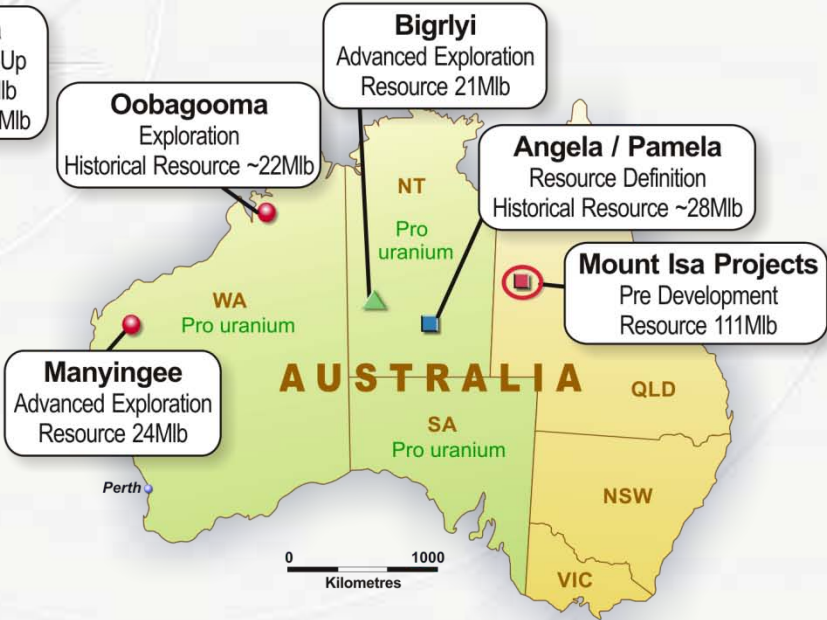 Up
Mlb
Bigrlyi
Advanced Exploration
Resource 21Mlb
Oobagooma
Exploration
Historical Resource ~22Mlb
Angela / Pamela
Resource Definition
Historical Resource ~28Mlb
Mount Isa Projects
Pre Development
Resource 111Mlb
NT
Pro
uranium
WA
Pro uranium
Manyingee
Advanced Exploration
Resource 24Mlb
AUSTRALIA
QLD
SA
Pro uranium
NSW
VIC
Perth
0 1000
Kilometres